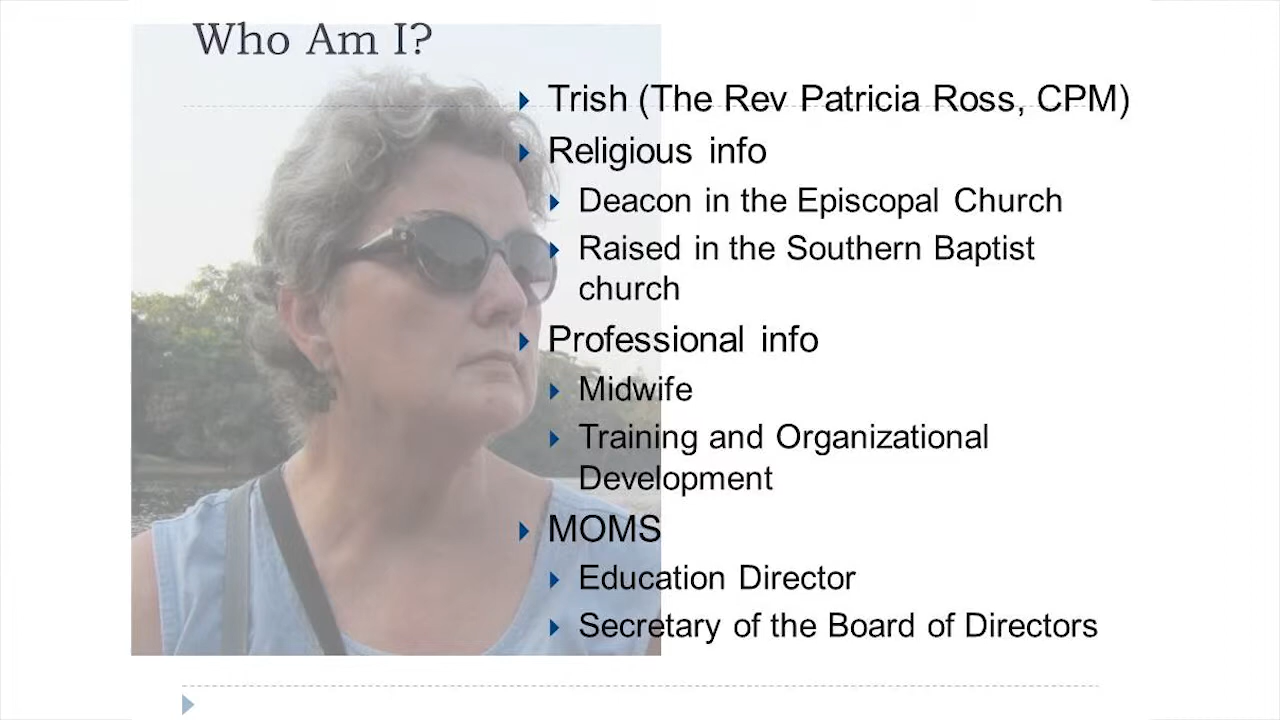 Who Am I?
Trish (The Rev Patricia Ross, CPM)
Religious info
Deacon in the Episcopal Church
Raised in the Southern Baptist
church
Professional info
Midwife
Training and Organizational
Development
MOMS
Education Director
Secretary of the Board of Directors